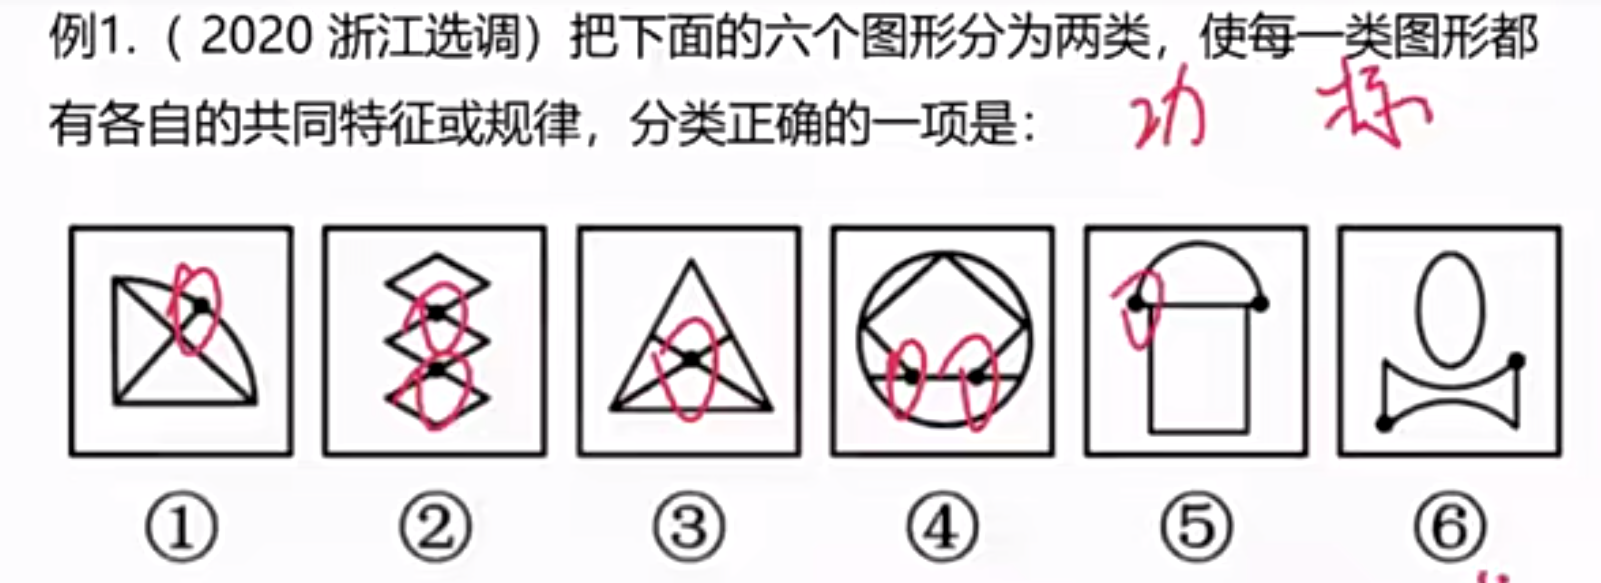 例1.（ 2020 浙江选调）把下面的六个图形分为两类，使每一类图形都
有各自的共同特征或规律，分类正确的一项是：
功
① ② ③ ④ ⑤ ⑥